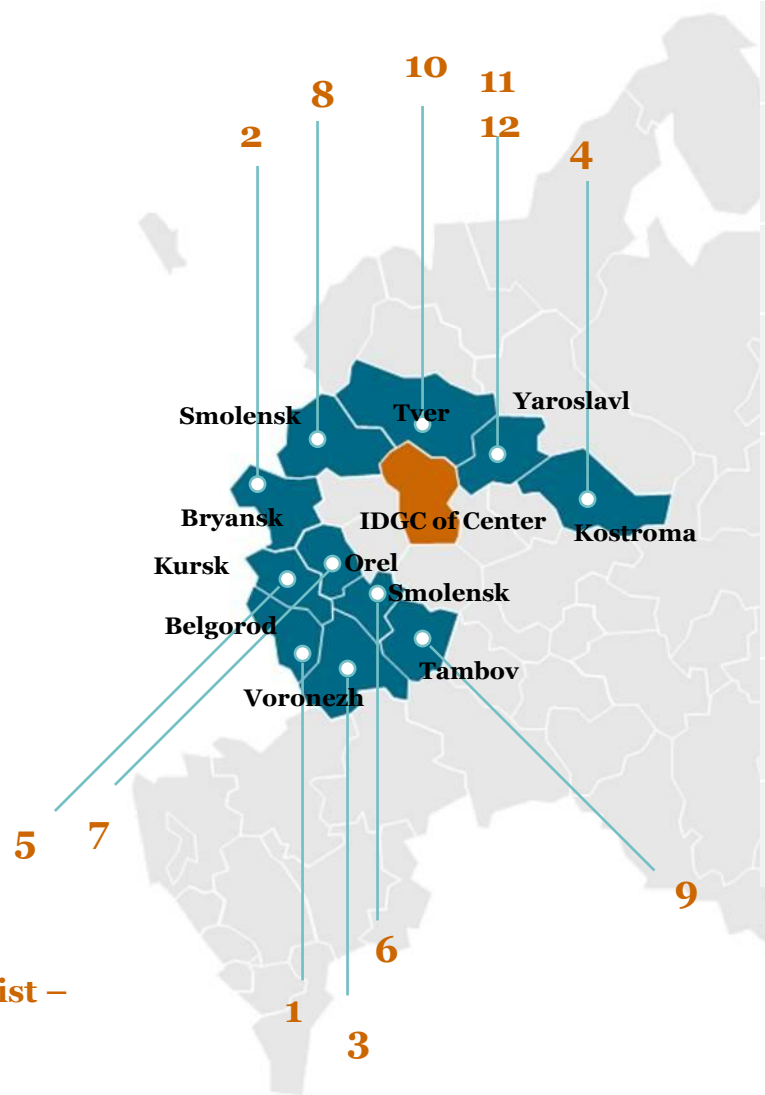 10
11
8
12
2
4
Yaroslavl
Smolensk
Tver
Bryansk
IDGC of Center
Kostroma
Kursk
Orel
Smolensk
Belgorod
Tambov
Voronezh
5
7
9
6
ist –
1
3